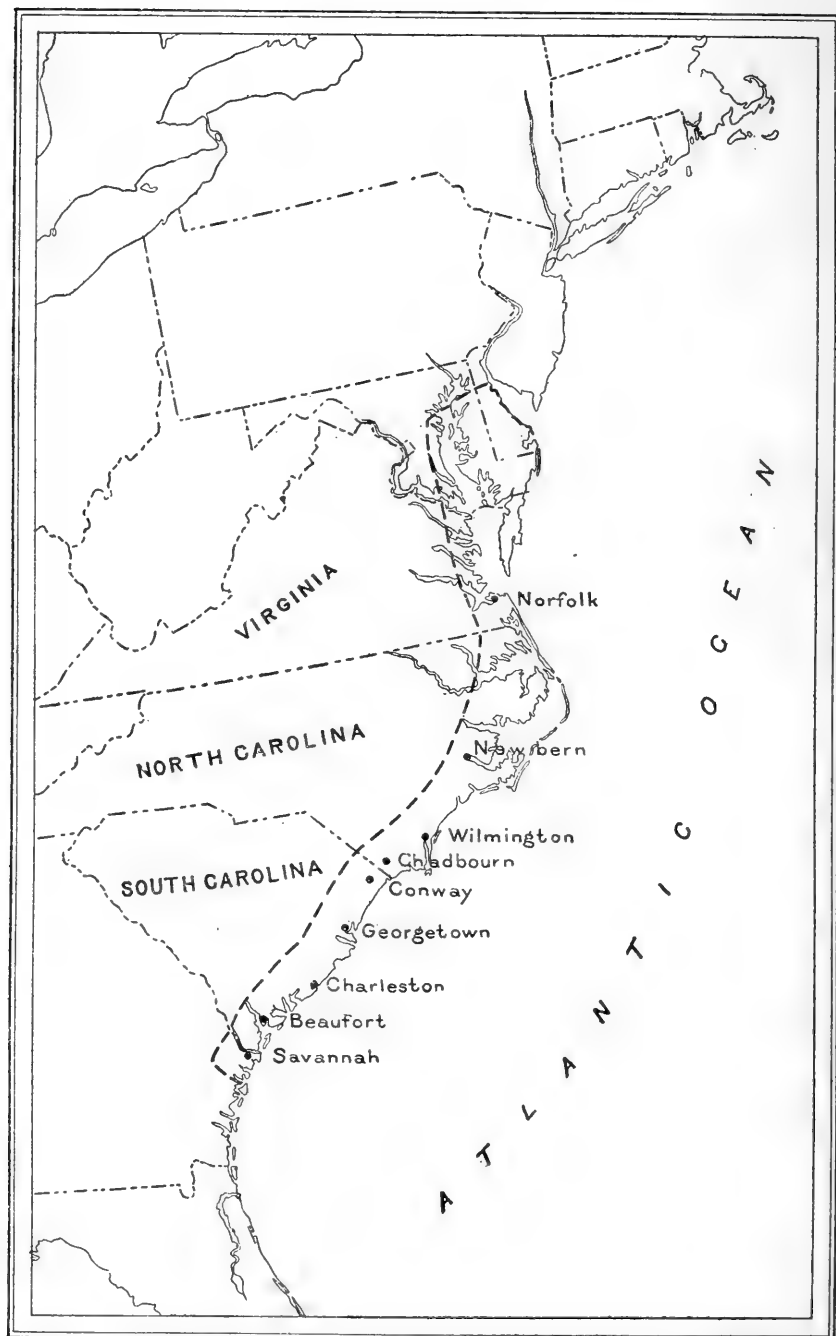 VIRGINIA
Norfolk
NORTH CAROLINA
Newbern
Wilmington
SOUTH CAROLINA
Chadbourn
Conway
Georgetown
Charleston
Beaufort
Savannah
ATLANTIC OCEAN